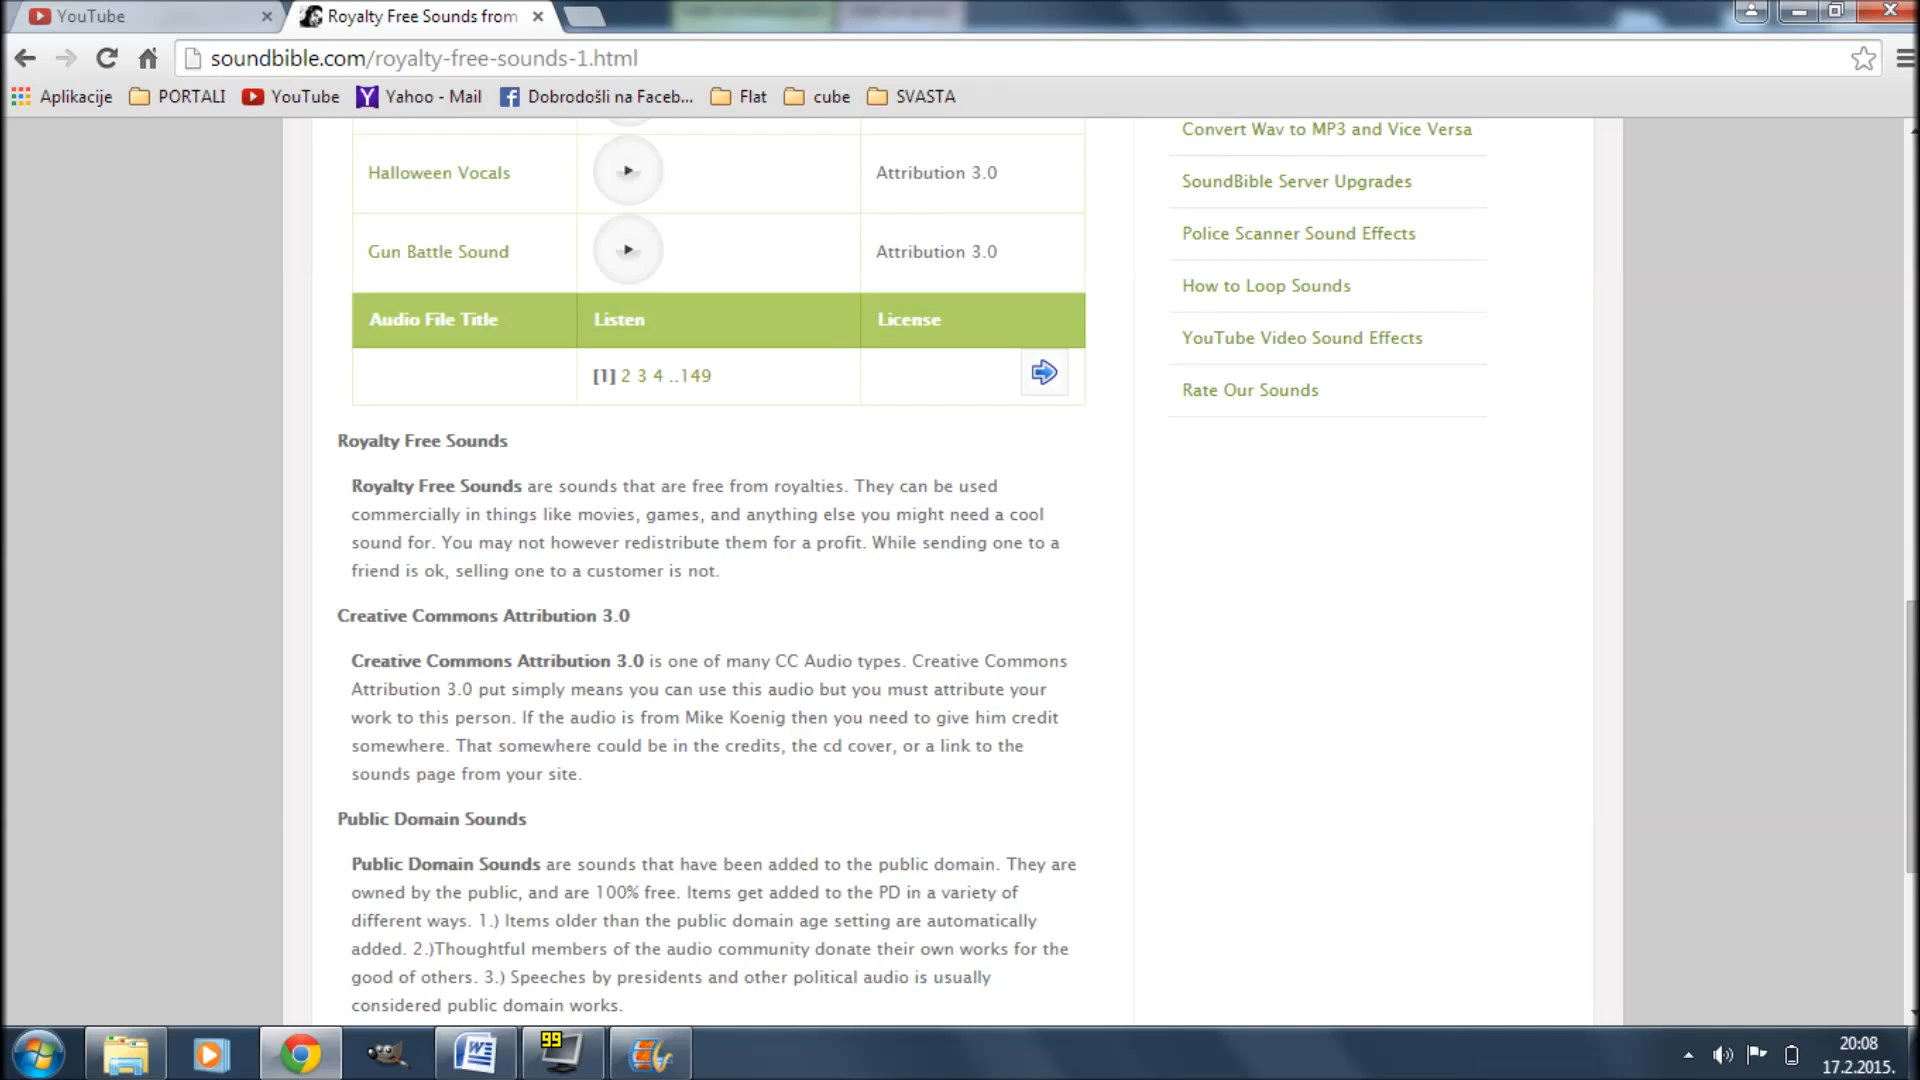 YouTube
Royalty Free Sounds from
soundbible.com/royalty-free-sounds-1.html
Aplikacije PORTALI YouTube Yahoo - Mail Dobrodošli na Faceb... Flat cube SVASTA
Halloween Vocals Attribution 3.0
Gun Battle Sound Attribution 3.0
Audio File Title Listen License
[1] 2 3 4 ..149
Royalty Free Sounds
Royalty Free Sounds are sounds that are free from royalties. They can be used
commercially in things like movies, games, and anything else you might need a cool
sound for. You may not however redistribute them for a profit. While sending one to a
friend is ok, selling one to a customer is not.
Creative Commons Attribution 3.0
Creative Commons Attribution 3.0 is one of many CC Audio types. Creative Commons
Attribution 3.0 put simply means you can use this audio but you must attribute your
work to this person. If the audio is from Mike Koenig then you need to give him credit
somewhere. That somewhere could be in the credits, the cd cover, or a link to the
sounds page from your site.
Public Domain Sounds
Public Domain Sounds are sounds that have been added to the public domain. They are
owned by the public, and are 100% free. Items get added to the PD in a variety of
different ways. 1.) Items older than the public domain age setting are automatically
added. 2.)Thoughtful members of the audio community donate their own works for the
good of others. 3.) Speeches by presidents and other political audio is usually
considered public domain works.
Convert Wav to MP3 and Vice Versa
SoundBible Server Upgrades
Police Scanner Sound Effects
How to Loop Sounds
YouTube Video Sound Effects
Rate Our Sounds
99
20:08
17.2.2015.